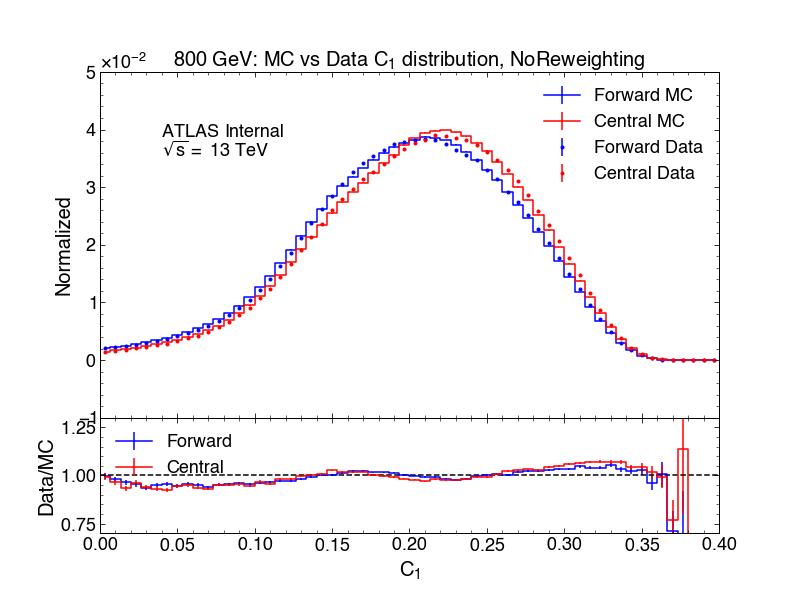 ×10⁻² 800 GeV: MC vs Data C₁ distribution, NoReweighting
5
4
3
2
1
0
−1
Normalized
ATLAS Internal
√s = 13 TeV
Forward MC
Central MC
Forward Data
Central Data
1.25
1.00
0.75
Data/MC
Forward
Central
0.00 0.05 0.10 0.15 0.20 0.25 0.30 0.35 0.40
C₁